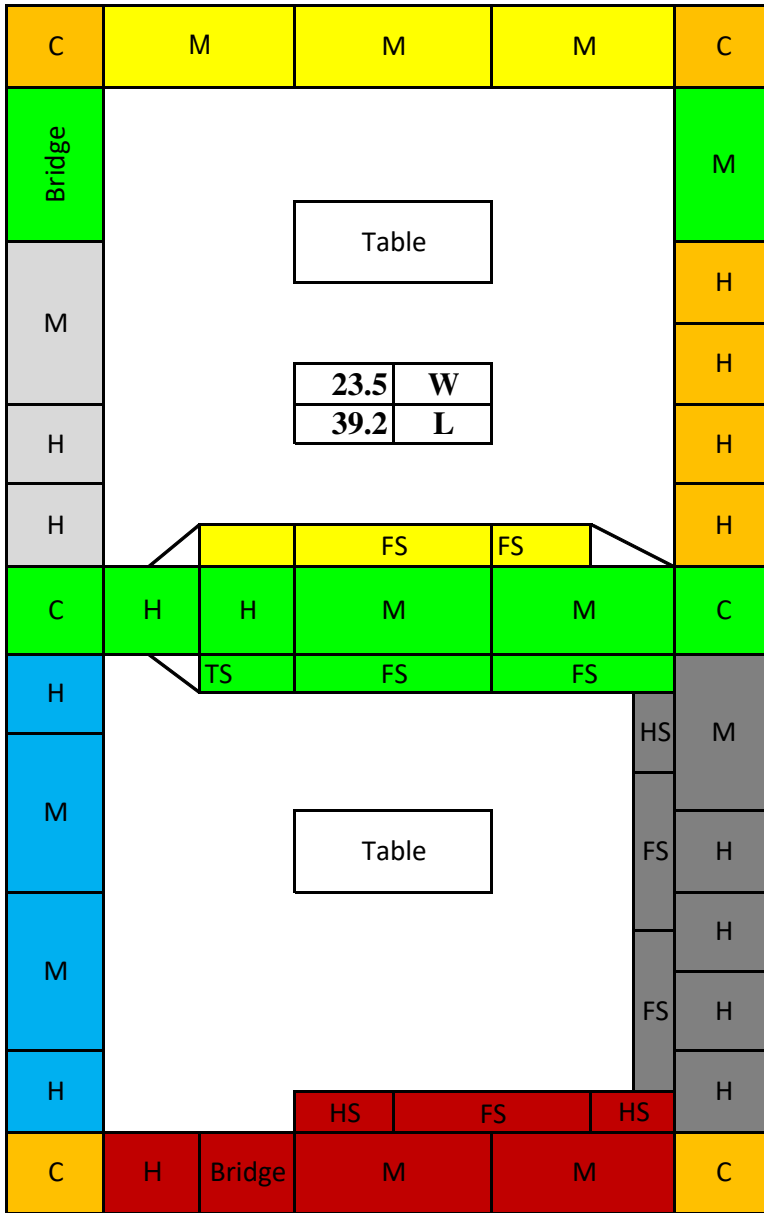 C M M M C
Bridge M
Table
H
M
H
23.5 W
39.2 L
H
H
H
H
FS FS
C H H M M C
H
TS FS FS
HS M
M
Table FS H
H
M
FS H
H
HS FS HS
C H Bridge M M C